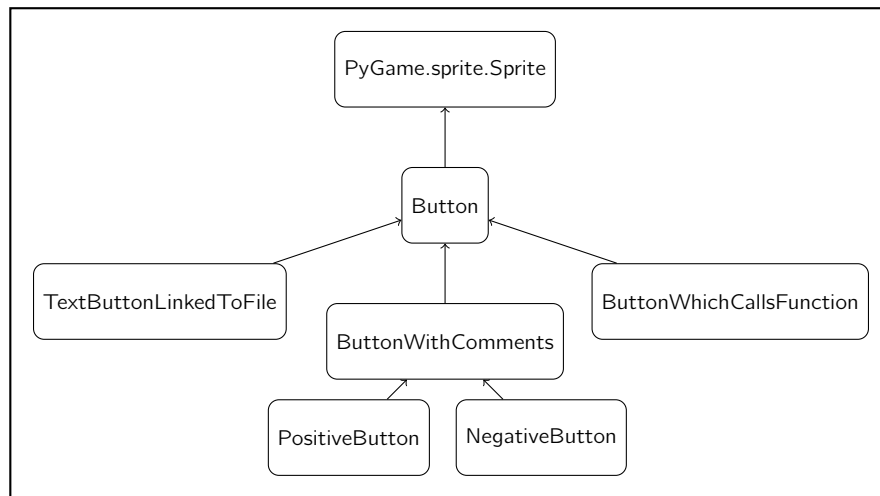 PyGame.sprite.Sprite
Button
TextButtonLinkedToFile
ButtonWhichCallsFunction
ButtonWithComments
PositiveButton
NegativeButton